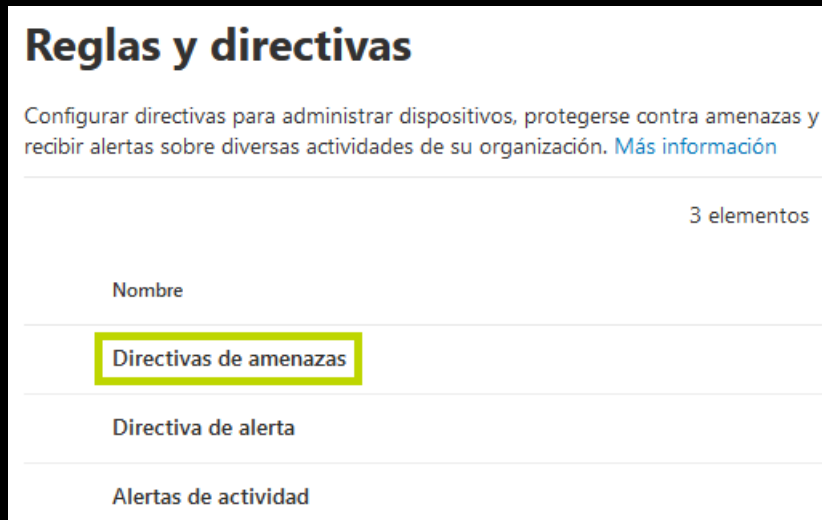 Reglas y directivas
Configurar directivas para administrar dispositivos, protegerse contra amenazas y
recibir alertas sobre diversas actividades de su organización. Más información
3 elementos
Nombre
Directivas de amenazas
Directiva de alerta
Alertas de actividad